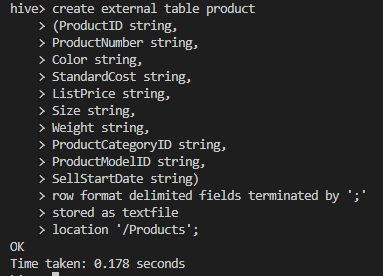 hive> create external table product
> (ProductID string,
> ProductNumber string,
> Color string,
> StandardCost string,
> ListPrice string,
> Size string,
> Weight string,
> ProductCategoryID string,
> ProductModelID string,
> SellStartDate string)
> row format delimited fields terminated by ';'
> stored as textfile
> location '/Products';
OK
Time taken: 0.178 seconds